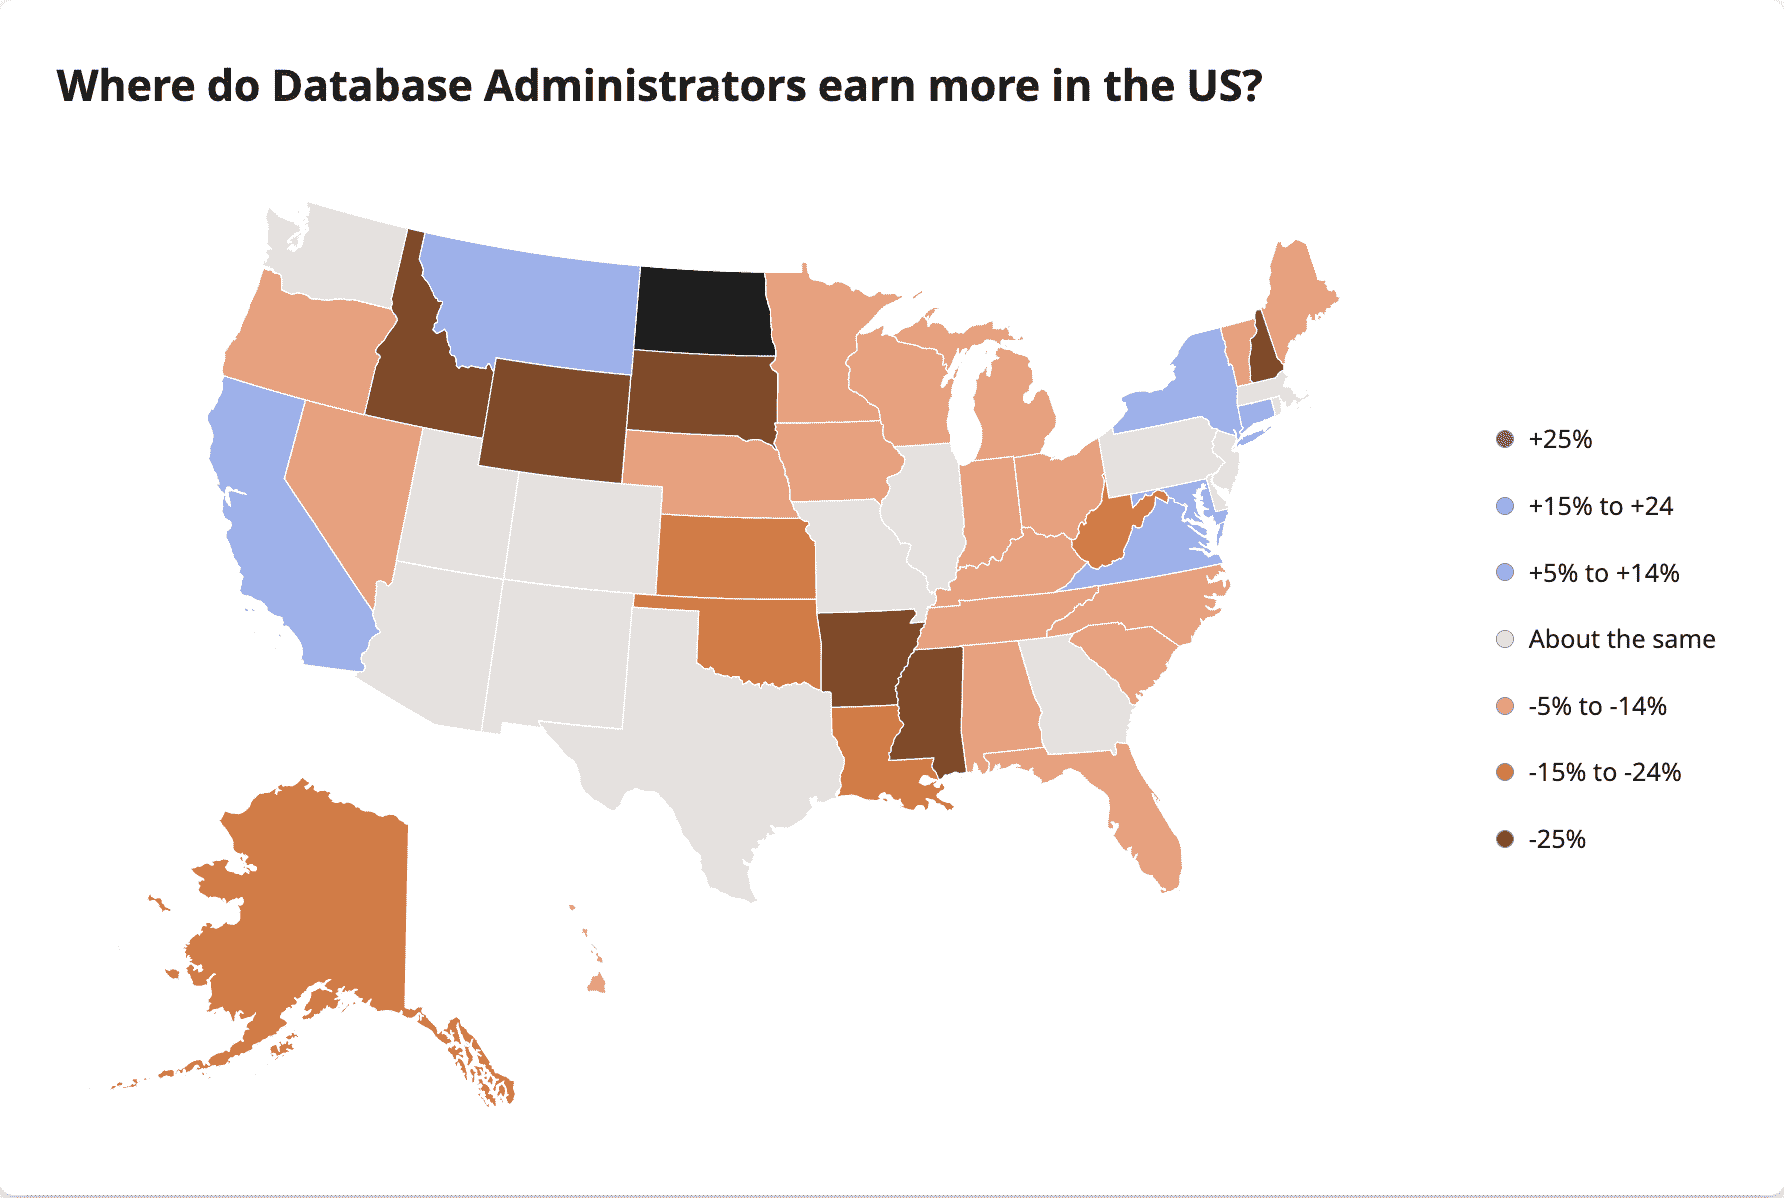 Where do Database Administrators earn more in the US?
+25%
+15% to +24
+5% to +14%
About the same
-5% to -14%
-15% to -24%
-25%